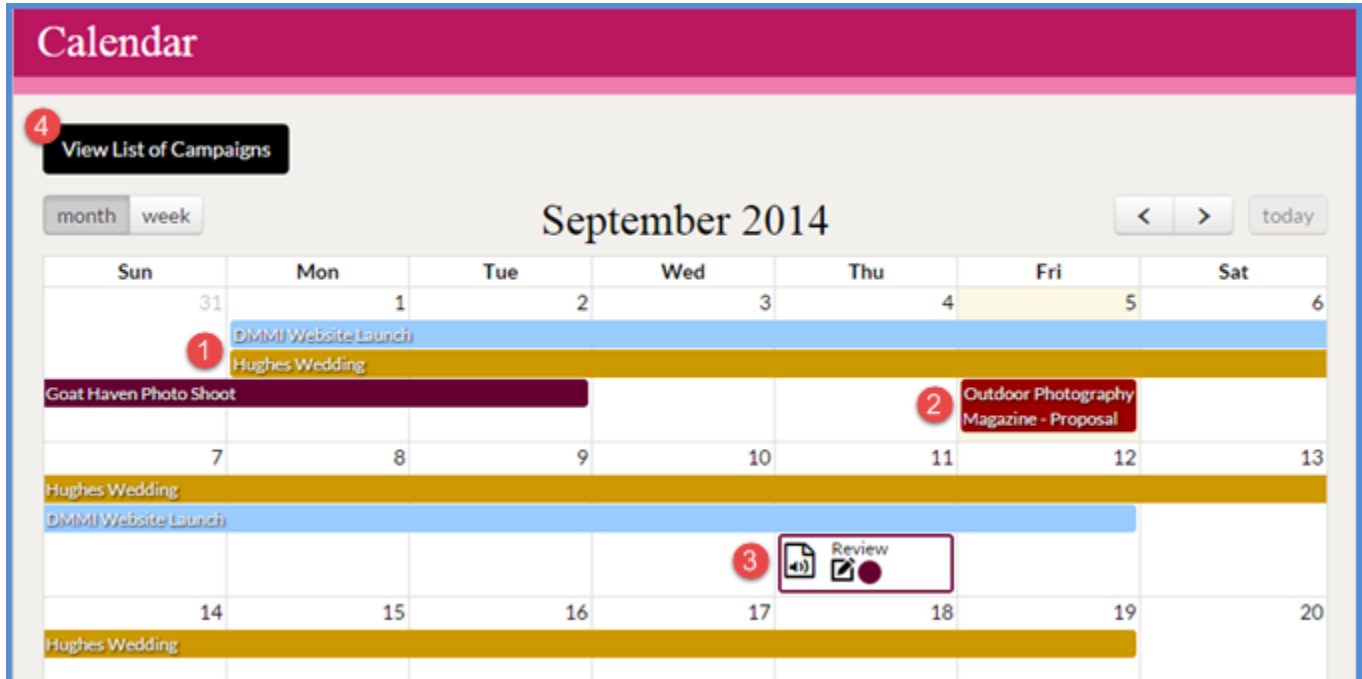 Calendar
4
View List of Campaigns
month week September 2014 < > today
Sun Mon Tue Wed Thu Fri Sat
31 1 2 3 4 5 6
DMMI Website Launch
1
Hughes Wedding
Goat Haven Photo Shoot
2
Outdoor Photography
Magazine - Proposal
7 8 9 10 11 12 13
Hughes Wedding
DMMI Website Launch
3
Review
14 15 16 17 18 19 20
Hughes Wedding